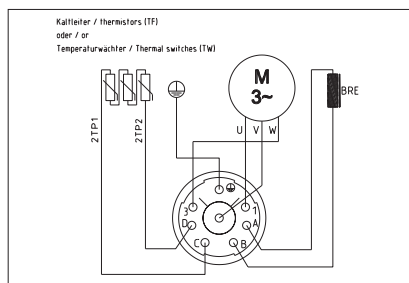 Kaltleiter / thermistors (TF)
oder / or
Temperaturwächter / Thermal switches (TW)
M
3~
BRE
U V W
2TP1
2TP2
3
1
D
A
C
B